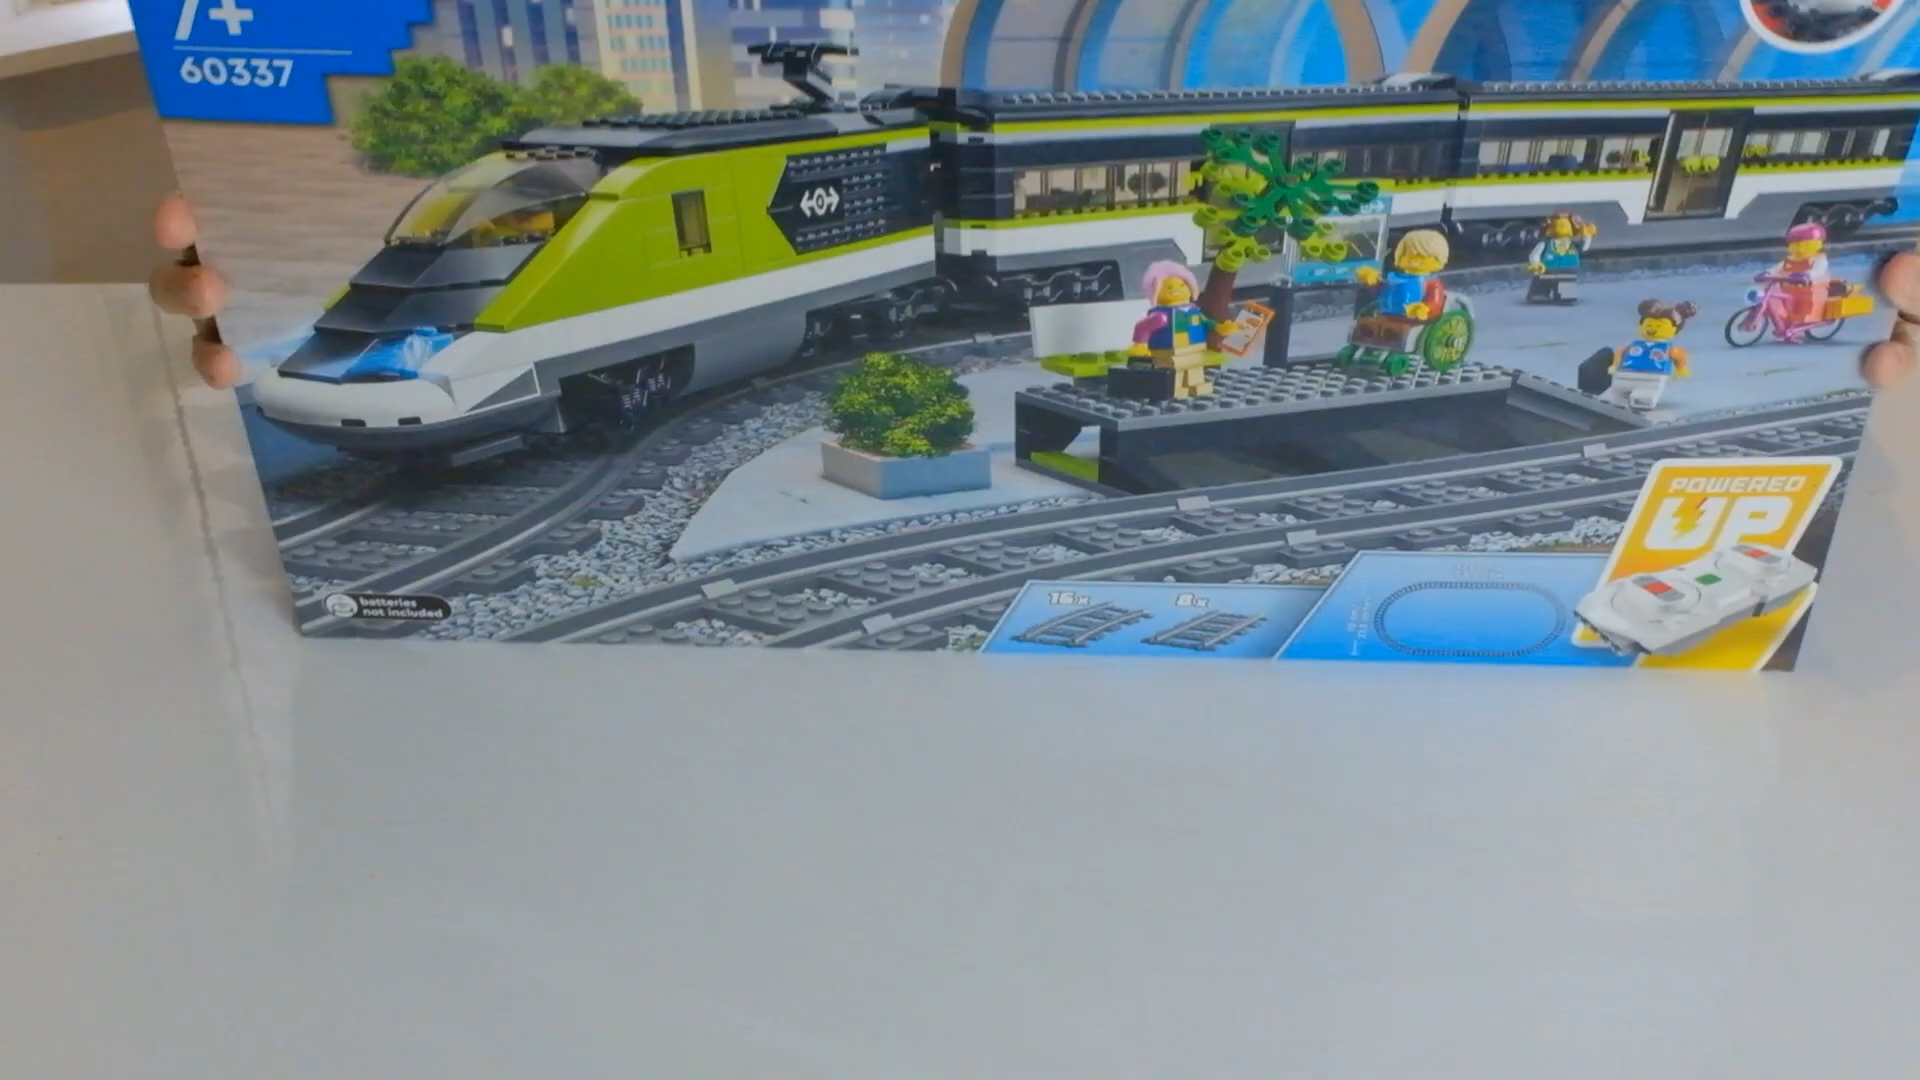 7+
60337
POWERED
UP
batteries
not included
16x
8x